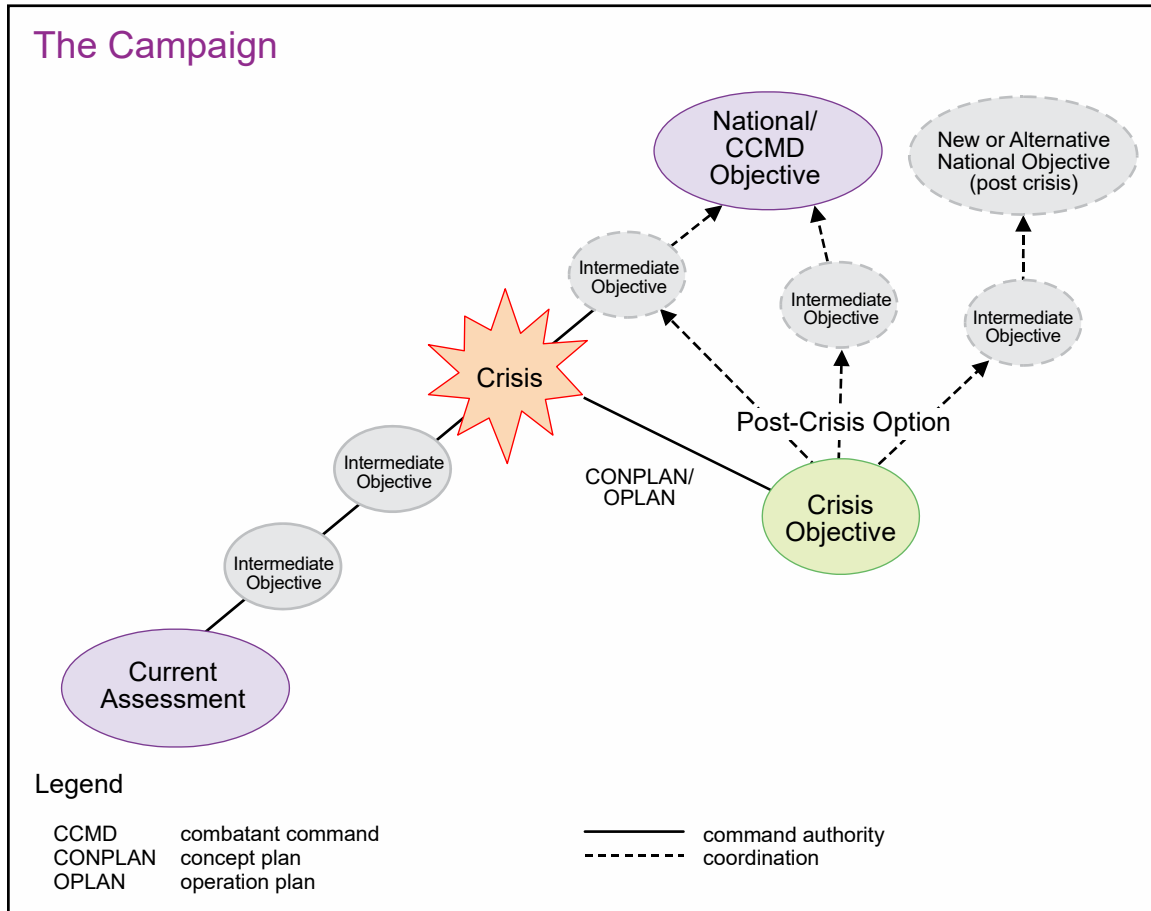 The Campaign
National/
CCMD
Objective
New or Alternative
National Objective
(post crisis)
Intermediate
Objective
Intermediate
Objective
Intermediate
Objective
Crisis
Post-Crisis Option
CONPLAN/
OPLAN
Crisis
Objective
Intermediate
Objective
Intermediate
Objective
Current
Assessment
Legend
CCMD combatant command
CONPLAN concept plan
OPLAN operation plan
command authority
coordination